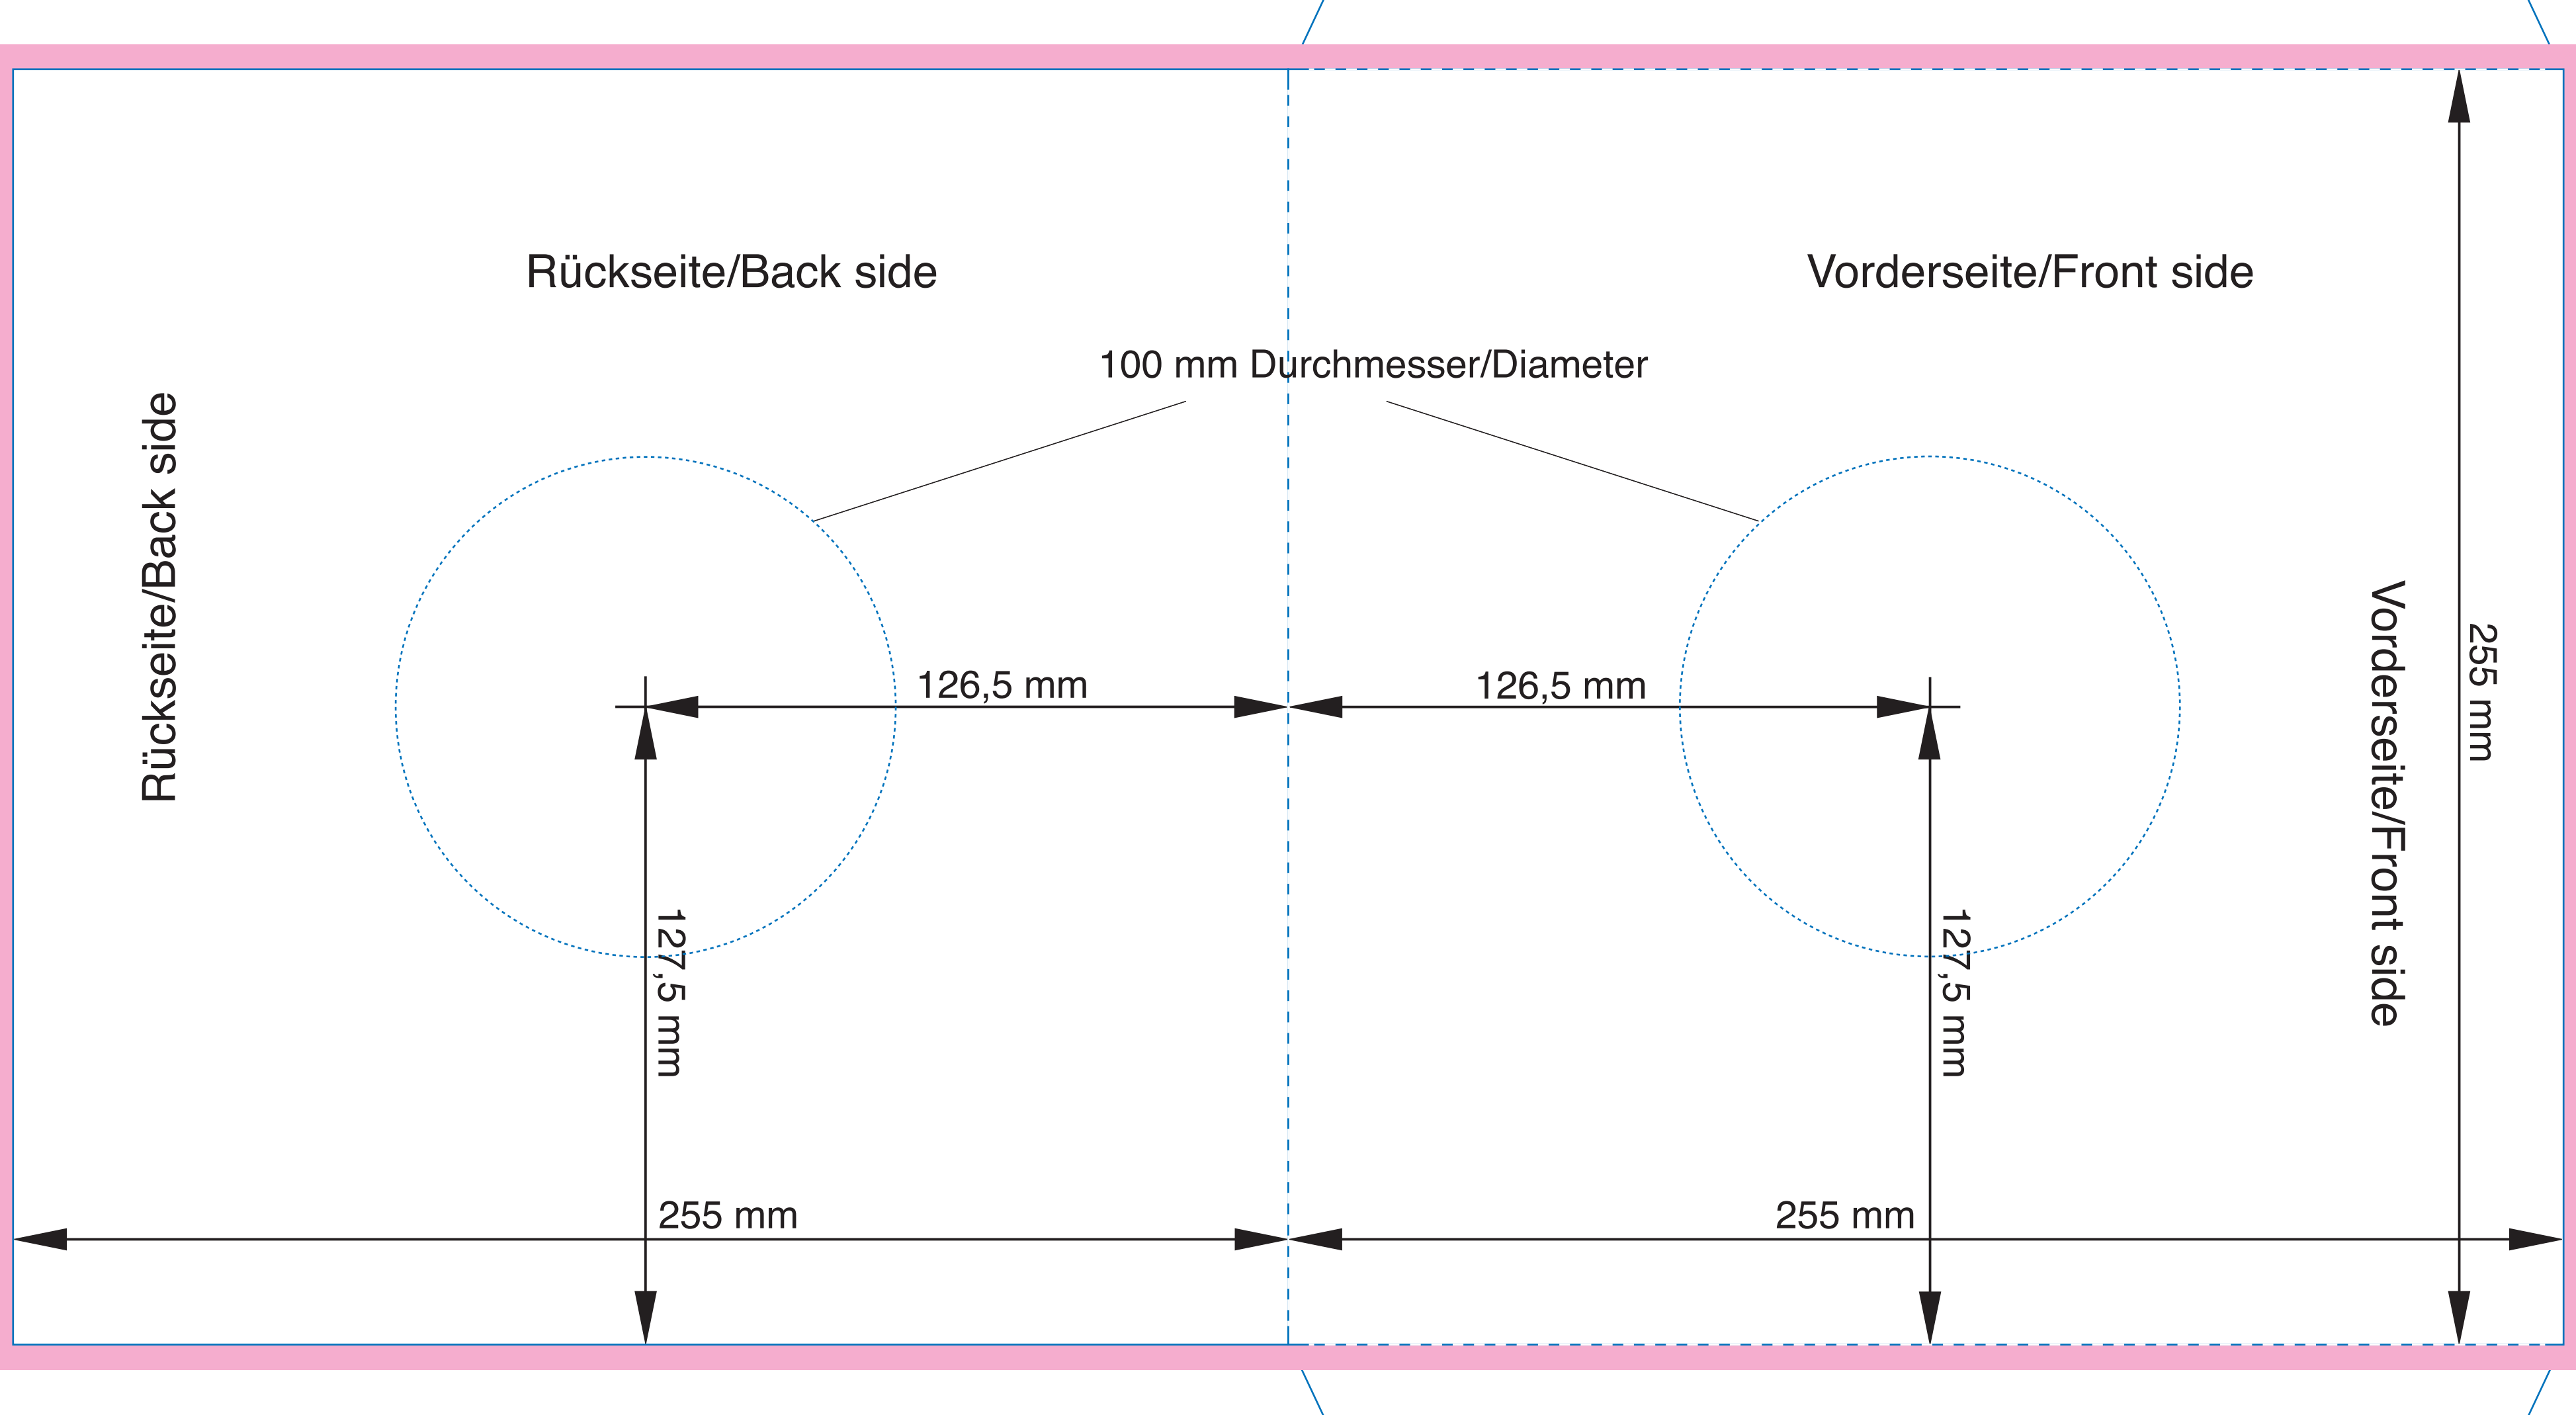 Rückseite/Back side
Vorderseite/Front side
100 mm Durchmesser/Diameter
Rückseite/Back side
126,5 mm
126,5 mm
Vorderseite/Front side
255 mm
127,5 mm
127,5 mm
255 mm
255 mm